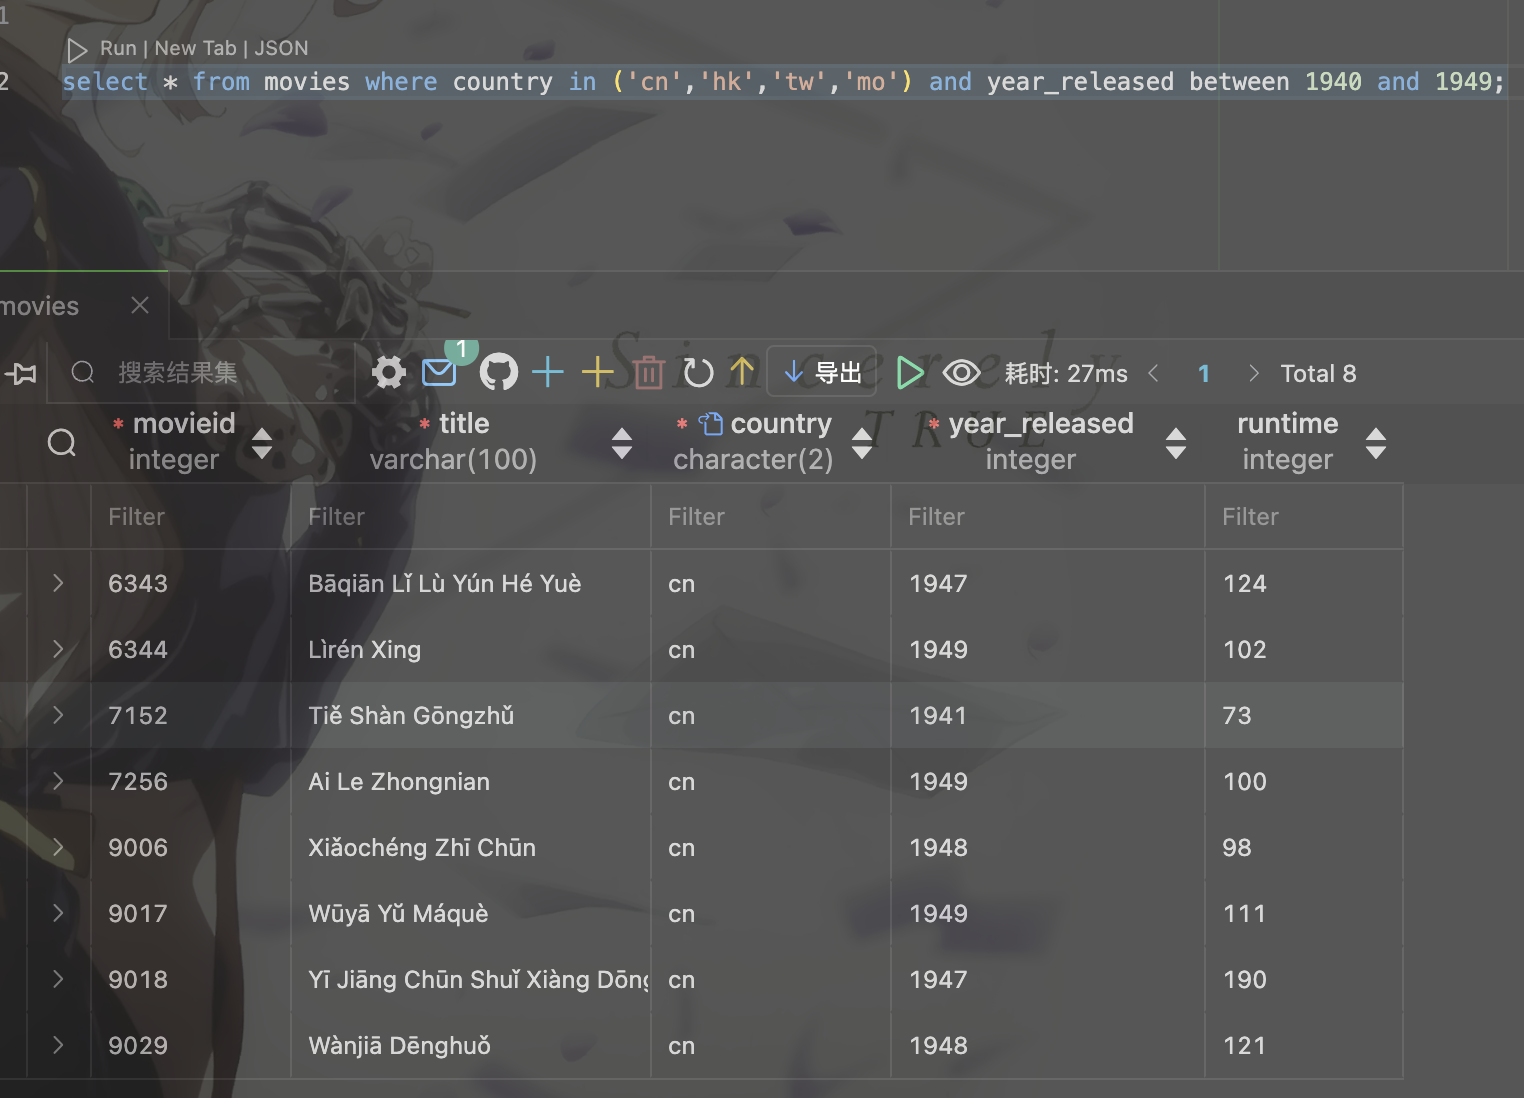 1
Run | New Tab | JSON
2 select * from movies where country in ('cn','hk','tw','mo') and year_released between 1940 and 1949;
movies
Sincerely
TRUE
搜索结果集 1 导出 耗时: 27ms 1 Total 8
* movieid * title * country * year_released runtime
integer varchar(100) character(2) integer integer
Filter Filter Filter Filter Filter
6343 Bāqiān Lǐ Lù Yún Hé Yuè cn 1947 124
6344 Lìrén Xing cn 1949 102
7152 Tiě Shàn Gōngzhǔ cn 1941 73
7256 Ai Le Zhongnian cn 1949 100
9006 Xiǎochéng Zhī Chūn cn 1948 98
9017 Wūyā Yǔ Máquè cn 1949 111
9018 Yī Jiāng Chūn Shuǐ Xiàng Dōng cn 1947 190
9029 Wànjiā Dēnghuǒ cn 1948 121